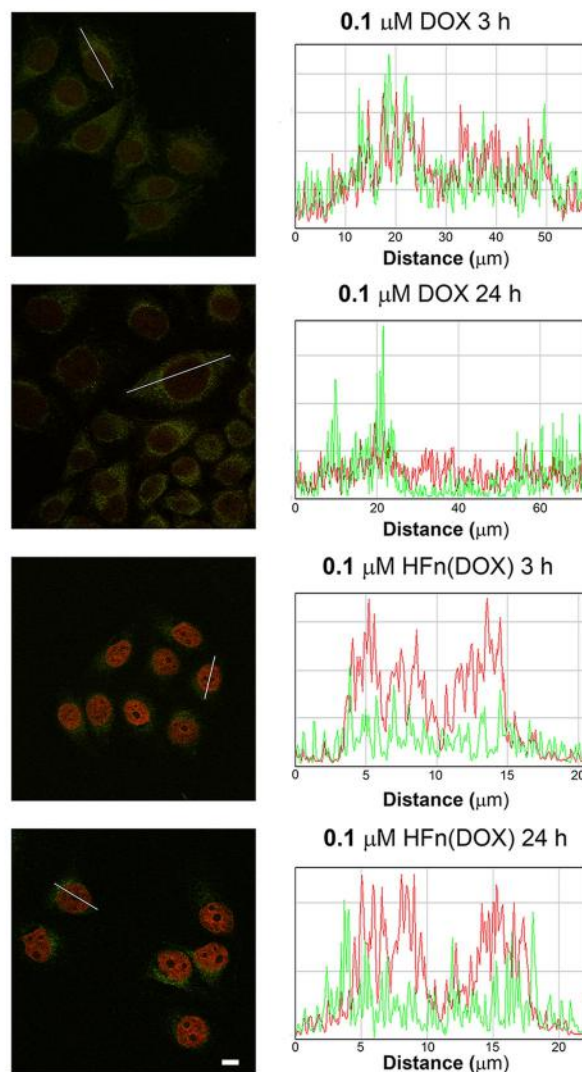 0.1 μM DOX 3 h
0 10 20 30 40 50
Distance (μm)
0.1 μM DOX 24 h
0 20 40 60
Distance (μm)
0.1 μM HFn(DOX) 3 h
0 5 10 15 20
Distance (μm)
0.1 μM HFn(DOX) 24 h
0 5 10 15 20
Distance (μm)